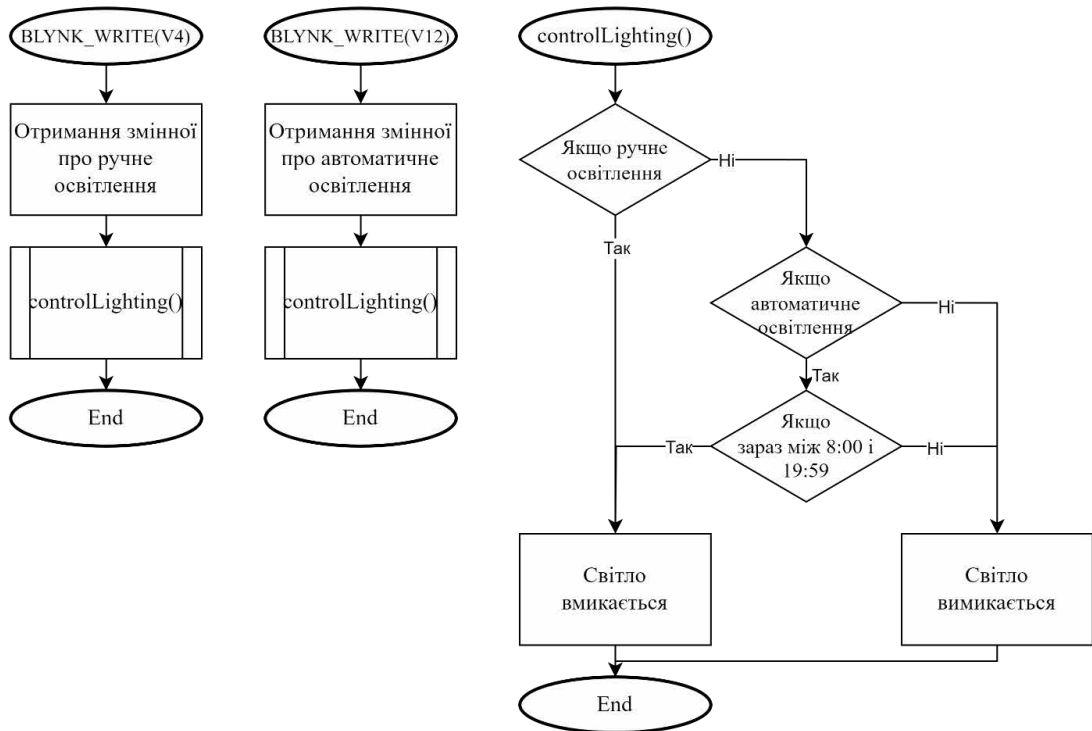 BLYNK_WRITE(V4)
Отримання змінної
про ручне
освітлення
controlLighting()
End
BLYNK_WRITE(V12)
Отримання змінної
про автоматичне
освітлення
controlLighting()
End
controlLighting()
Якщо ручне
освітлення
Ні
Так
Якщо
автоматичне
освітлення
Ні
Так
Якщо
зараз між 8:00 і
19:59
Так
Ні
Світло
вмикається
Світло
вимикається
End